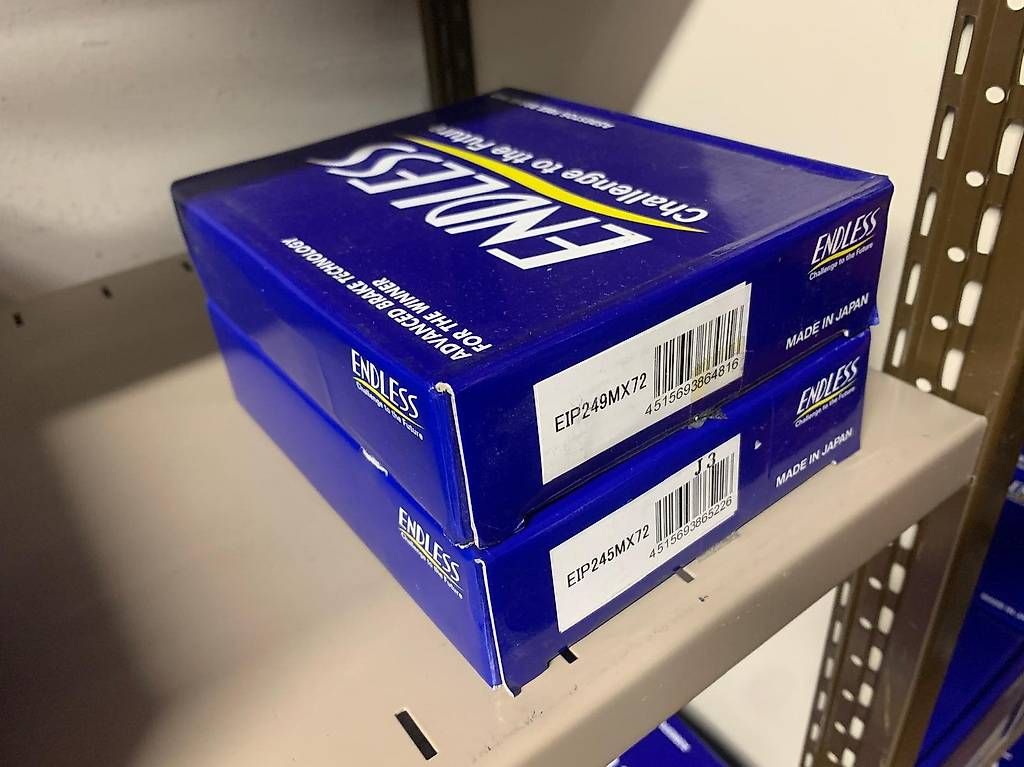 ENDLESS
Challenge to the Future
ADVANCED BRAKE TECHNOLOGY
FOR THE WINNER
ENDLESS
Challenge to the Future
EIP249MX72
4515693864816
ENDLESS
Challenge to the Future
MADE IN JAPAN
ENDLESS
Challenge to the Future
EIP245MX72
J3
4515693865226
ENDLESS
Challenge to the Future
MADE IN JAPAN